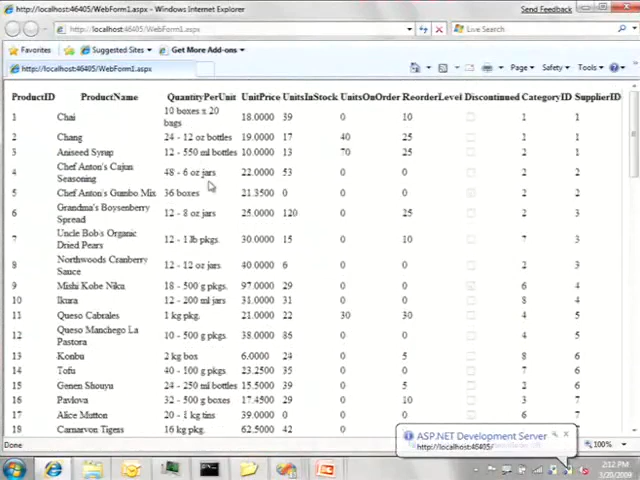 http://localhost:46405/WebForm1.aspx - Windows Internet Explorer
Send Feedback
http://localhost:46405/WebForm1.aspx
Live Search
Favorites
Suggested Sites
Get More Add-ons
http://localhost:46405/WebForm1.aspx
Page
Safety
Tools
ProductID ProductName QuantityPerUnit UnitPrice UnitsInStock UnitsOnOrder ReorderLevel Discontinued CategoryID SupplierID
1 Chai 10 boxes x 20 bags 18.0000 39 0 10 1 1
2 Chang 24 - 12 oz bottles 19.0000 17 40 25 1 1
3 Aniseed Syrup 12 - 550 ml bottles 10.0000 13 70 25 2 1
4 Chef Anton's Cajun Seasoning 48 - 6 oz jars 22.0000 53 0 0 2 2
5 Chef Anton's Gumbo Mix 36 boxes 21.3500 0 0 0 2 2
6 Grandma's Boysenberry Spread 12 - 8 oz jars 25.0000 120 0 25 2 3
7 Uncle Bob's Organic Dried Pears 12 - 1 lb pkgs. 30.0000 15 0 10 7 3
8 Northwoods Cranberry Sauce 12 - 12 oz jars 40.0000 6 0 0 2 3
9 Mishi Kobe Niku 18 - 500 g pkgs. 97.0000 29 0 0 6 4
10 Ikura 12 - 200 ml jars 31.0000 31 0 0 8 4
11 Queso Cabrales 1 kg pkg. 21.0000 22 30 30 4 5
12 Queso Manchego La Pastora 10 - 500 g pkgs. 38.0000 86 0 0 4 5
13 Konbu 2 kg box 6.0000 24 0 5 8 6
14 Tofu 40 - 100 g pkgs. 23.2500 35 0 0 7 6
15 Genen Shouyu 24 - 250 ml bottles 15.5000 39 0 5 2 6
16 Pavlova 32 - 500 g boxes 17.4500 29 0 10 3 7
17 Alice Mutton 20 - 1 kg tins 39.0000 0 0 0 6 7
18 Carnarvon Tigers 16 kg pkg. 62.5000 42
ASP.NET Development Server
http://localhost:46405/
Done
100%
2:12 PM
3/20/2009